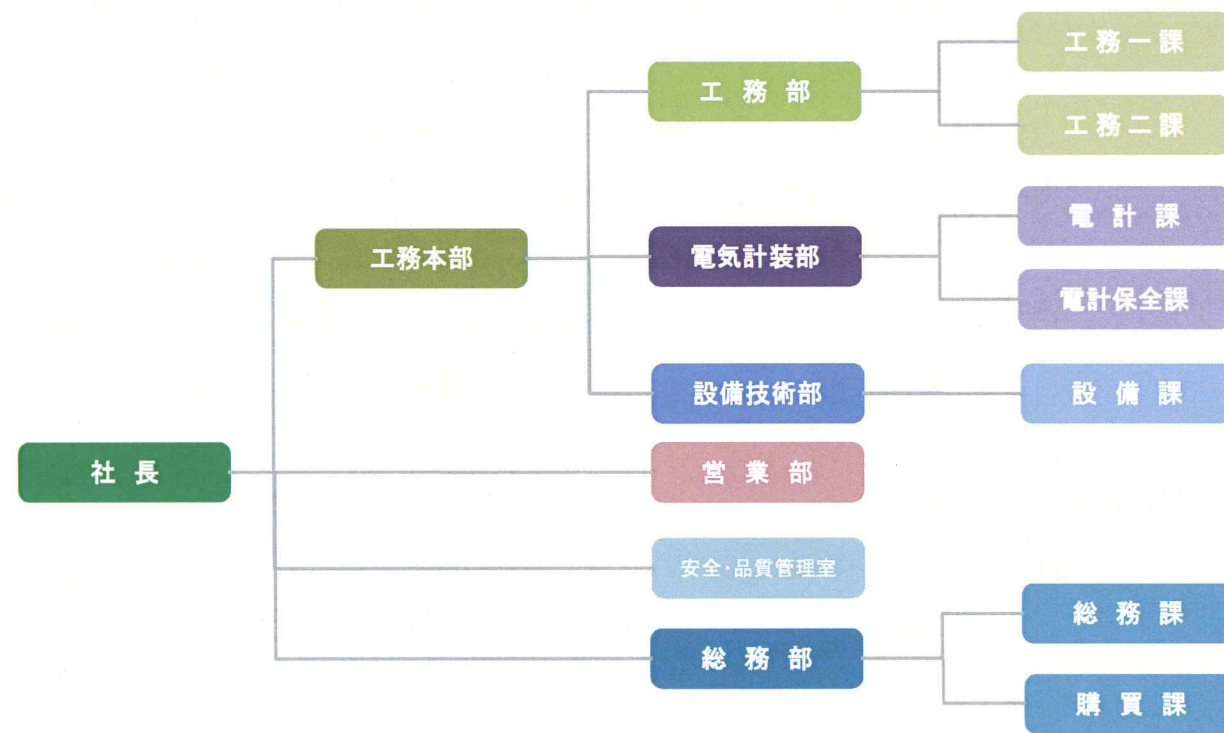 工務一課
工務部
工務二課
電計課
工務本部
電気計装部
電計保全課
設備技術部
設備課
社長
営業部
安全・品質管理室
総務課
総務部
購買課